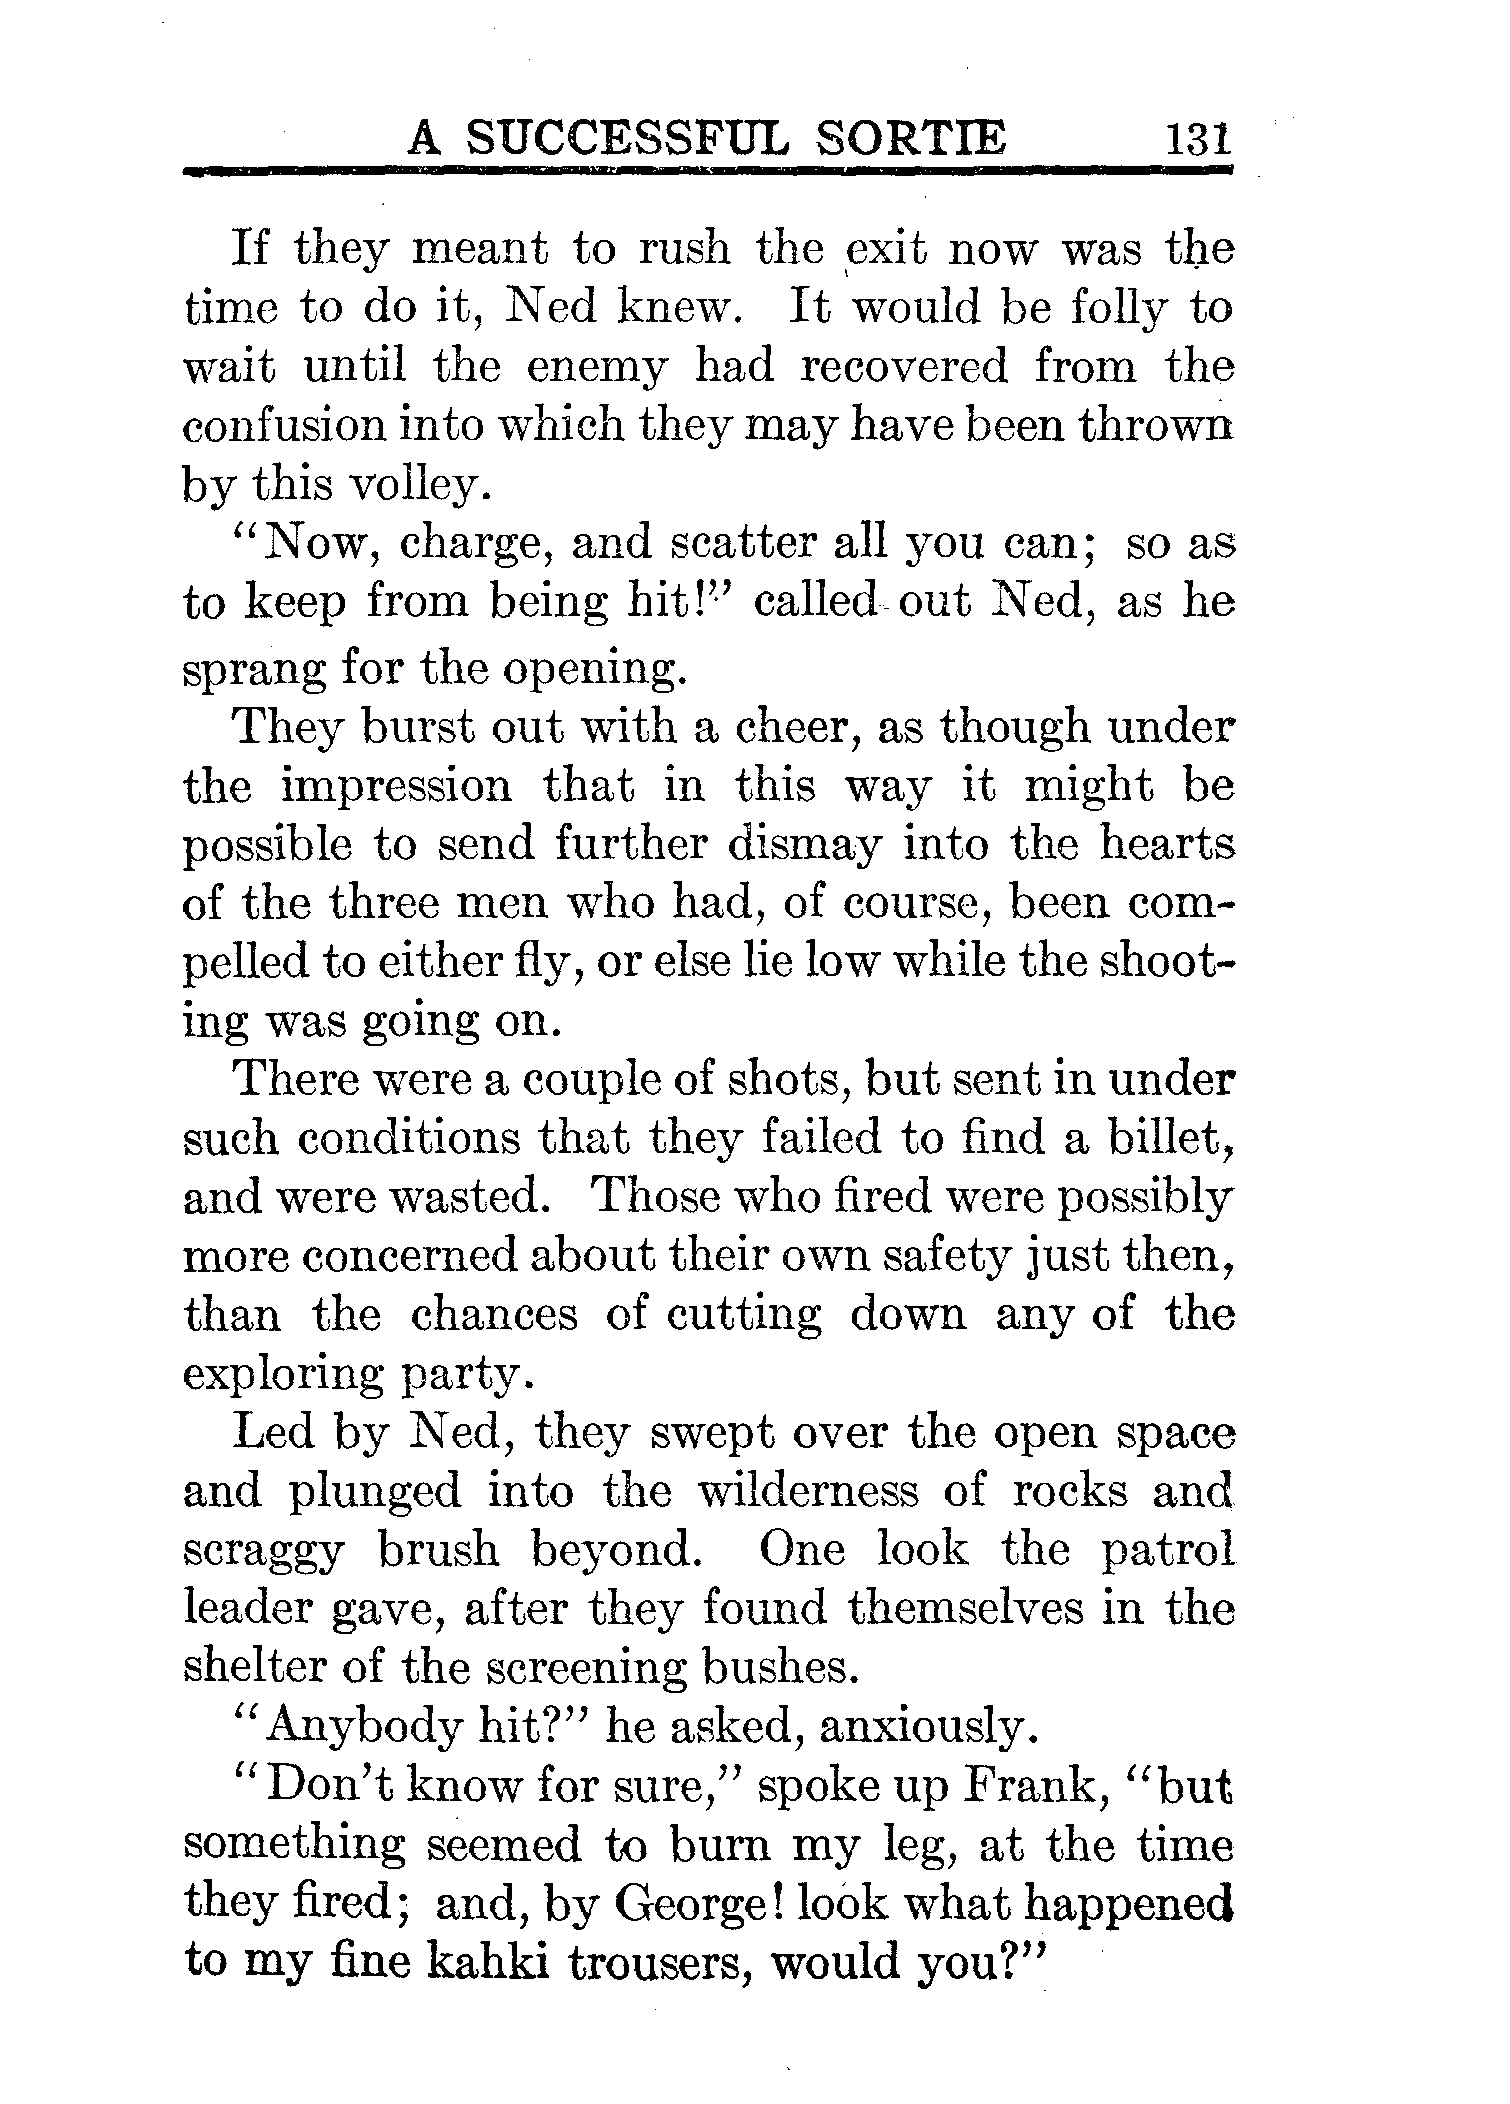 A SUCCESSFUL SORTIE 131
If they meant to rush the exit now was the
time to do it, Ned knew. It would be folly to
wait until the enemy had recovered from the
confusion into which they may have been thrown
by this volley.
"Now, charge, and scatter all you can; so as
to keep from being hit!" called out Ned, as he
sprang for the opening.
They burst out with a cheer, as though under
the impression that in this way it might be
possible to send further dismay into the hearts
of the three men who had, of course, been com-
pelled to either fly, or else lie low while the shoot-
ing was going on.
There were a couple of shots, but sent in under
such conditions that they failed to find a billet,
and were wasted. Those who fired were possibly
more concerned about their own safety just then,
than the chances of cutting down any of the
exploring party.
Led by Ned, they swept over the open space
and plunged into the wilderness of rocks and
scraggy brush beyond. One look the patrol
leader gave, after they found themselves in the
shelter of the screening bushes.
"Anybody hit?" he asked, anxiously.
"Don't know for sure," spoke up Frank, "but
something seemed to burn my leg, at the time
they fired; and, by George! look what happened
to my fine kahki trousers, would you?"